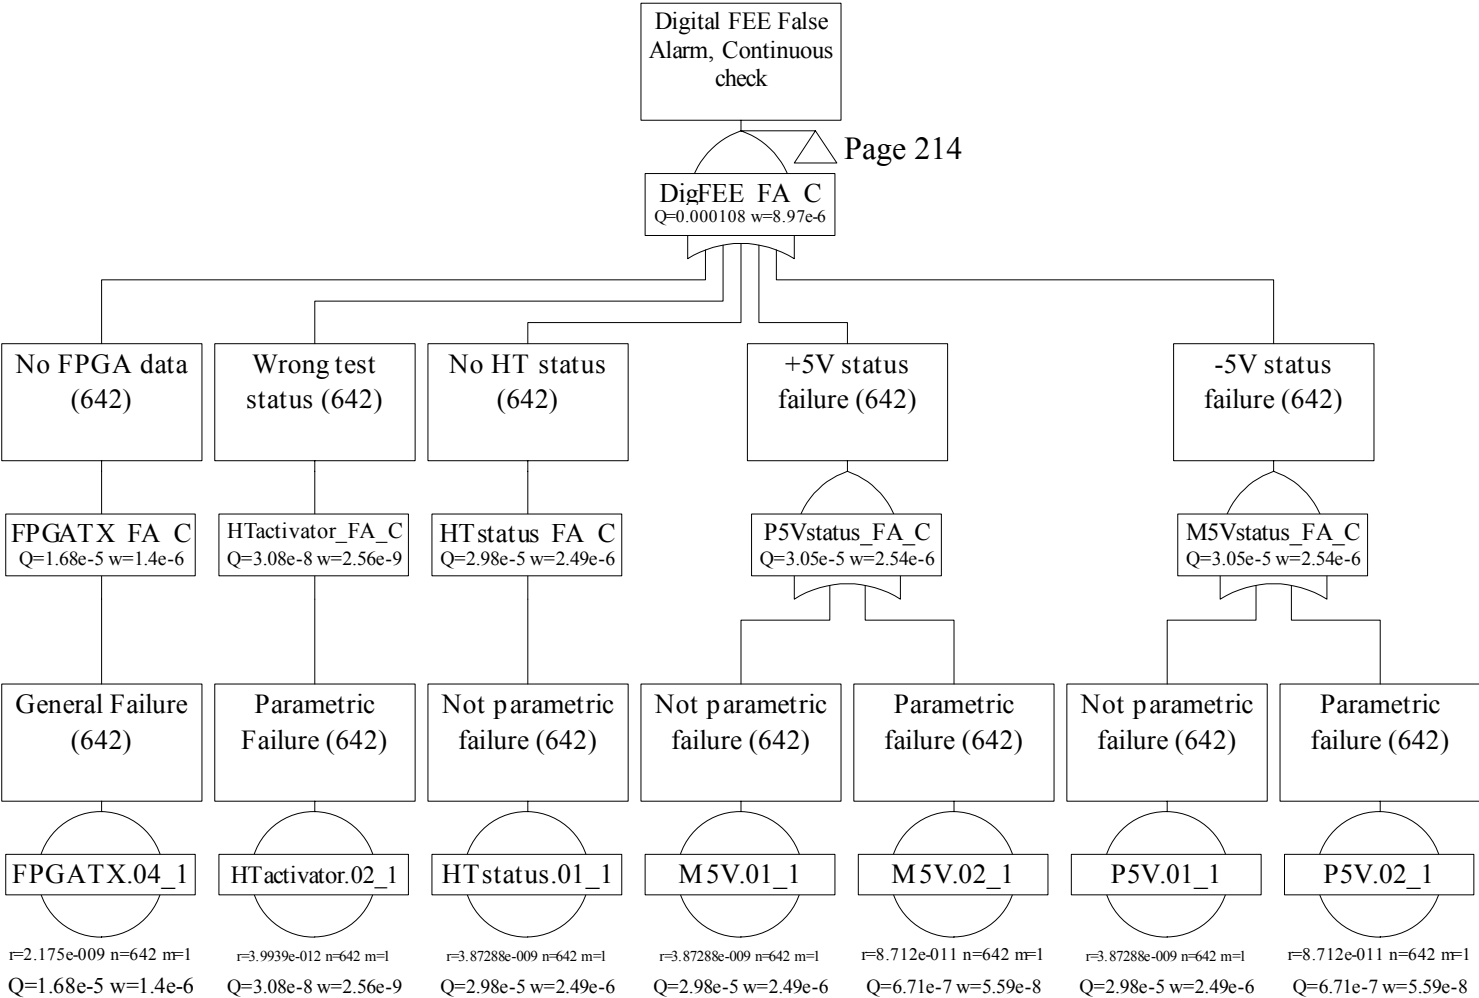 Digital FEE False
Alarm, Continuous
check
Page 214
DigFEE_FA_C
Q=0.000108 w=8.97e-6
No FPGA data
(642)
Wrong test
status (642)
No HT status
(642)
+5V status
failure (642)
-5V status
failure (642)
FPGATX_FA_C
Q=1.68e-5 w=1.4e-6
HTactivator_FA_C
Q=3.08e-8 w=2.56e-9
HTstatus_FA_C
Q=2.98e-5 w=2.49e-6
P5Vstatus_FA_C
Q=3.05e-5 w=2.54e-6
M5Vstatus_FA_C
Q=3.05e-5 w=2.54e-6
General Failure
(642)
Parametric
Failure (642)
Not parametric
failure (642)
Not parametric
failure (642)
Parametric
failure (642)
Not parametric
failure (642)
Parametric
failure (642)
FPGATX.04_1
HTactivator.02_1
HTstatus.01_1
M5V.01_1
M5V.02_1
P5V.01_1
P5V.02_1
r=2.175e-009 n=642 m=1
r=3.9939e-012 n=642 m=1
r=3.87288e-009 n=642 m=1
r=3.87288e-009 n=642 m=1
r=8.712e-011 n=642 m=1
r=3.87288e-009 n=642 m=1
r=8.712e-011 n=642 m=1
Q=1.68e-5 w=1.4e-6
Q=3.08e-8 w=2.56e-9
Q=2.98e-5 w=2.49e-6
Q=2.98e-5 w=2.49e-6
Q=6.71e-7 w=5.59e-8
Q=2.98e-5 w=2.49e-6
Q=6.71e-7 w=5.59e-8